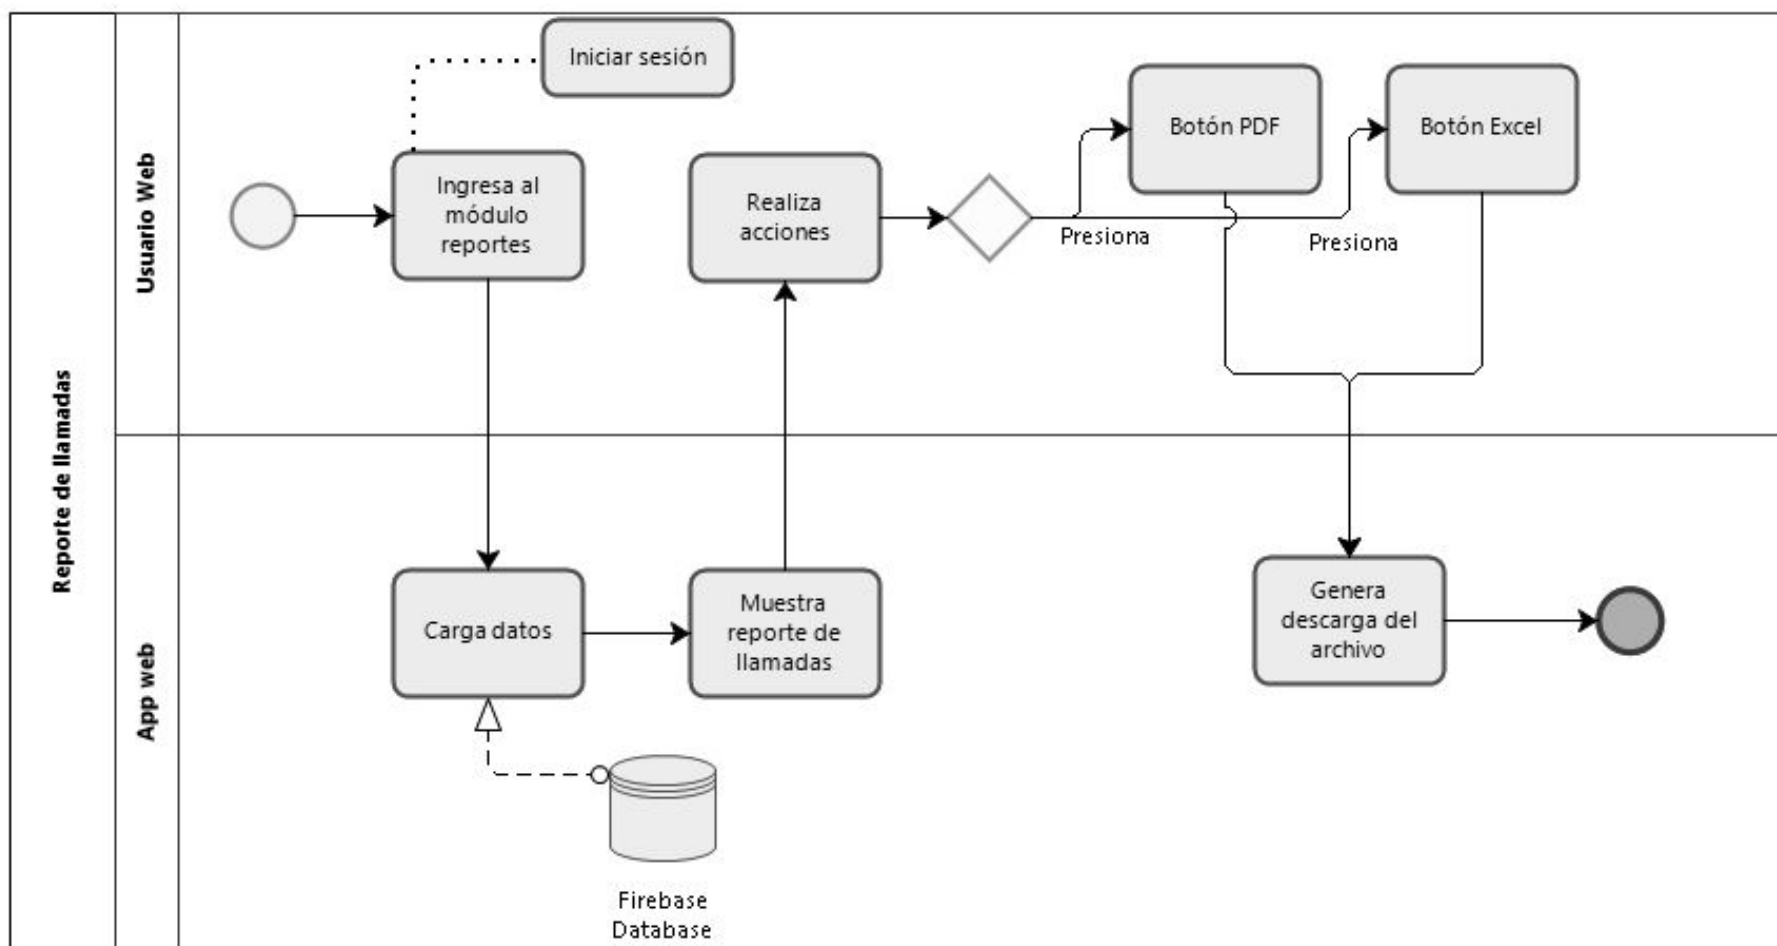 Reporte de llamadas
Usuario Web
Iniciar sesión
Ingresa al
módulo
reportes
Realiza
acciones
Presiona
Botón PDF
Presiona
Botón Excel
App web
Carga datos
Muestra
reporte de
llamadas
Genera
descarga del
archivo
Firebase
Database